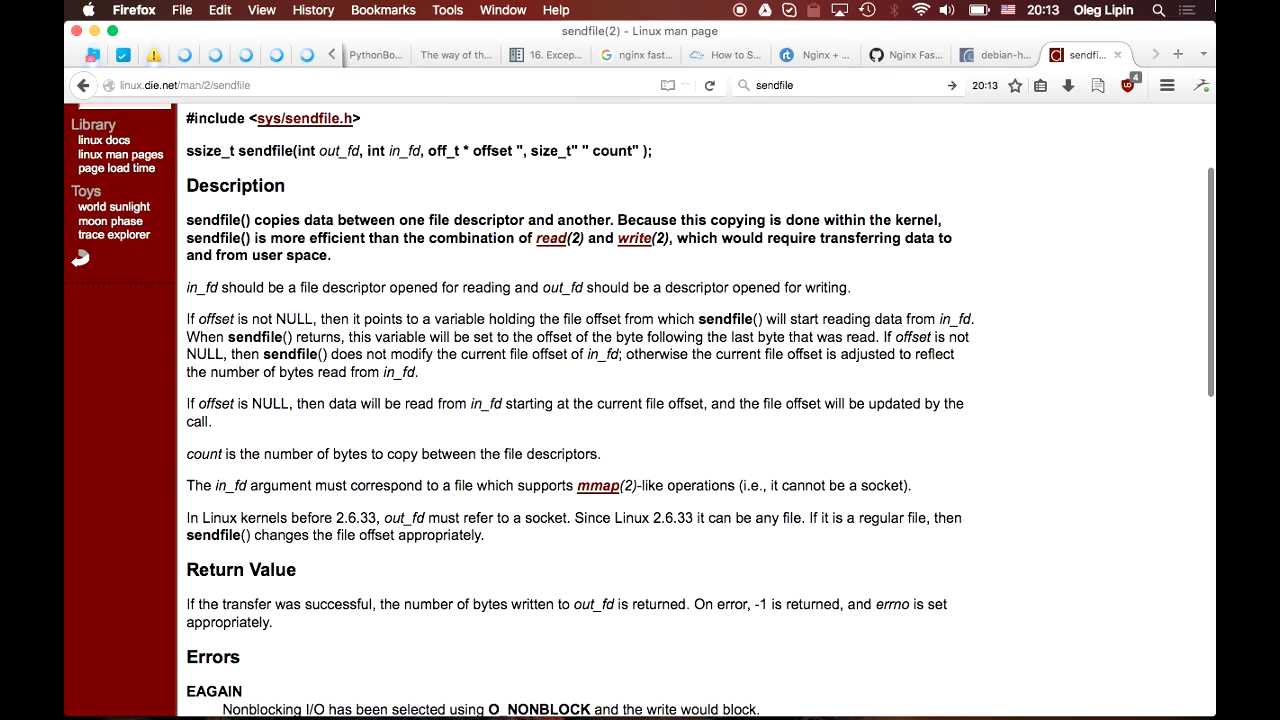 Firefox File Edit View History Bookmarks Tools Window Help 20:13 Oleg Lipin
sendfile(2) - Linux man page
PythonBo... The way of th... 16. Excep... nginx fast... How to S... Nginx + ... Nginx Fas... debian-h... sendfi...
linux.die.net/man/2/sendfile sendfile 20:13 4
Library
linux docs
linux man pages
page load time
Toys
world sunlight
moon phase
trace explorer
#include <sys/sendfile.h>
ssize_t sendfile(int out_fd, int in_fd, off_t * offset ", size_t" " count" );
Description
sendfile() copies data between one file descriptor and another. Because this copying is done within the kernel,
sendfile() is more efficient than the combination of read(2) and write(2), which would require transferring data to
and from user space.
in_fd should be a file descriptor opened for reading and out_fd should be a descriptor opened for writing.
If offset is not NULL, then it points to a variable holding the file offset from which sendfile() will start reading data from in_fd.
When sendfile() returns, this variable will be set to the offset of the byte following the last byte that was read. If offset is not
NULL, then sendfile() does not modify the current file offset of in_fd; otherwise the current file offset is adjusted to reflect
the number of bytes read from in_fd.
If offset is NULL, then data will be read from in_fd starting at the current file offset, and the file offset will be updated by the
call.
count is the number of bytes to copy between the file descriptors.
The in_fd argument must correspond to a file which supports mmap(2)-like operations (i.e., it cannot be a socket).
In Linux kernels before 2.6.33, out_fd must refer to a socket. Since Linux 2.6.33 it can be any file. If it is a regular file, then
sendfile() changes the file offset appropriately.
Return Value
If the transfer was successful, the number of bytes written to out_fd is returned. On error, -1 is returned, and errno is set
appropriately.
Errors
EAGAIN
Nonblocking I/O has been selected using O_NONBLOCK and the write would block.